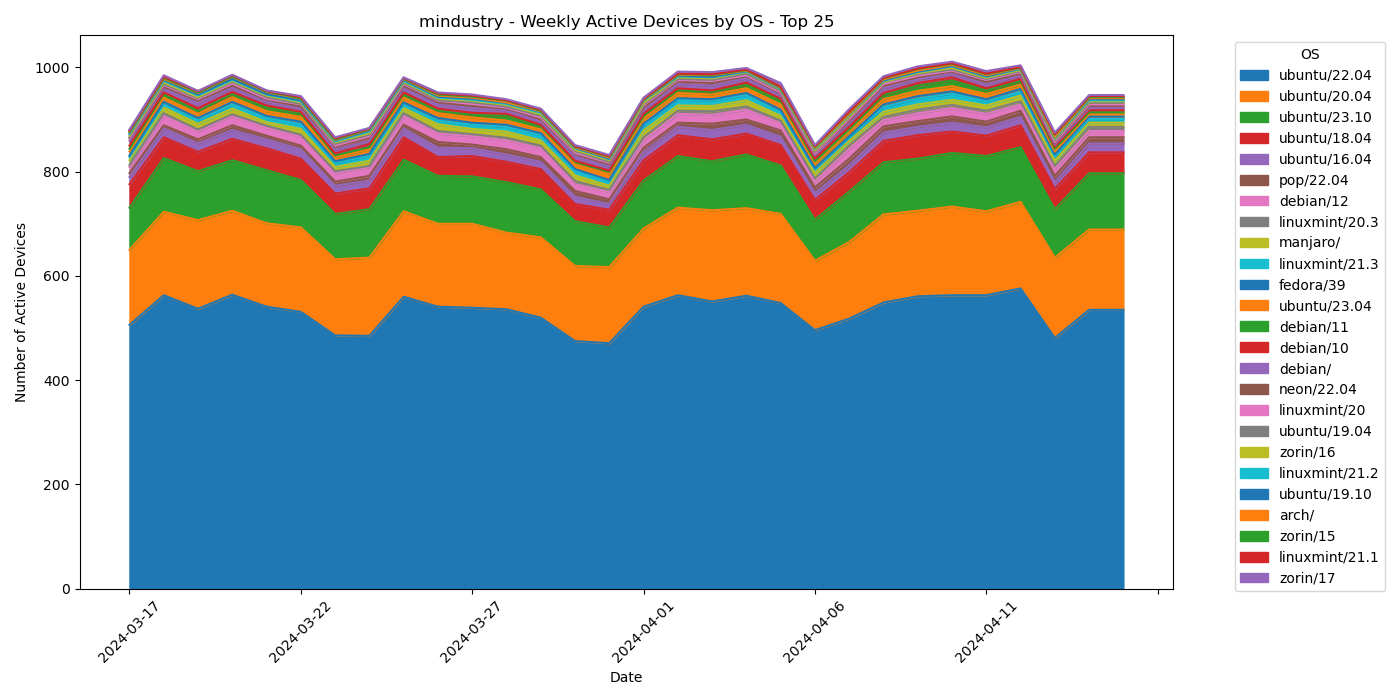 mindustry - Weekly Active Devices by OS - Top 25
Number of Active Devices
1000
800
600
400
200
0
2024-03-17
2024-03-22
2024-03-27
2024-04-01
2024-04-06
2024-04-11
Date
OS
ubuntu/22.04
ubuntu/20.04
ubuntu/23.10
ubuntu/18.04
ubuntu/16.04
pop/22.04
debian/12
linuxmint/20.3
manjaro/
linuxmint/21.3
fedora/39
ubuntu/23.04
debian/11
debian/10
debian/
neon/22.04
linuxmint/20
ubuntu/19.04
zorin/16
linuxmint/21.2
ubuntu/19.10
arch/
zorin/15
linuxmint/21.1
zorin/17